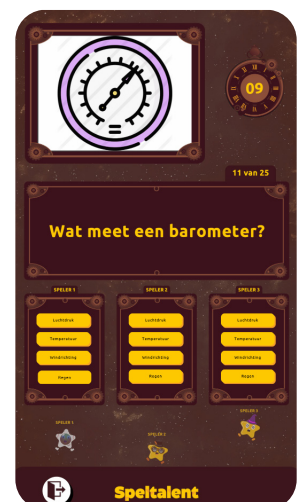 09
11 van 25
Wat meet een barometer?
SPELER 1
SPELER 2
SPELER 3
Luchtdruk
Temperatuur
Windrichting
Regen
Luchtdruk
Temperatuur
Windrichting
Regen
Luchtdruk
Temperatuur
Windrichting
Regen
Speltalent